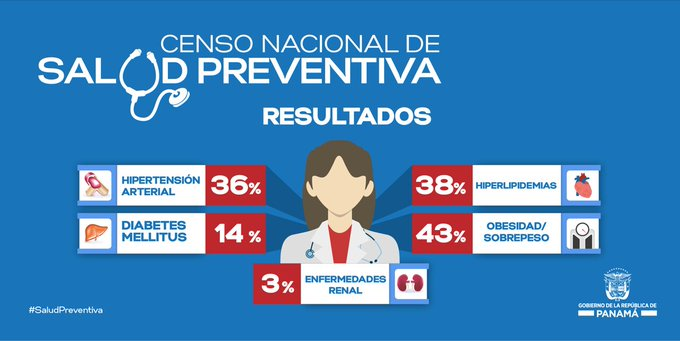 CENSO NACIONAL DE
SALUD PREVENTIVA
RESULTADOS
HIPERTENSIÓN
ARTERIAL
36%
38%
HIPERLIPIDEMIAS
DIABETES
MELLITUS
14 %
43%
OBESIDAD/
SOBREPESO
3%
ENFERMEDADES
RENAL
#SaludPreventiva
GOBIERNO DE LA REPÚBLICA DE
PANAMÁ